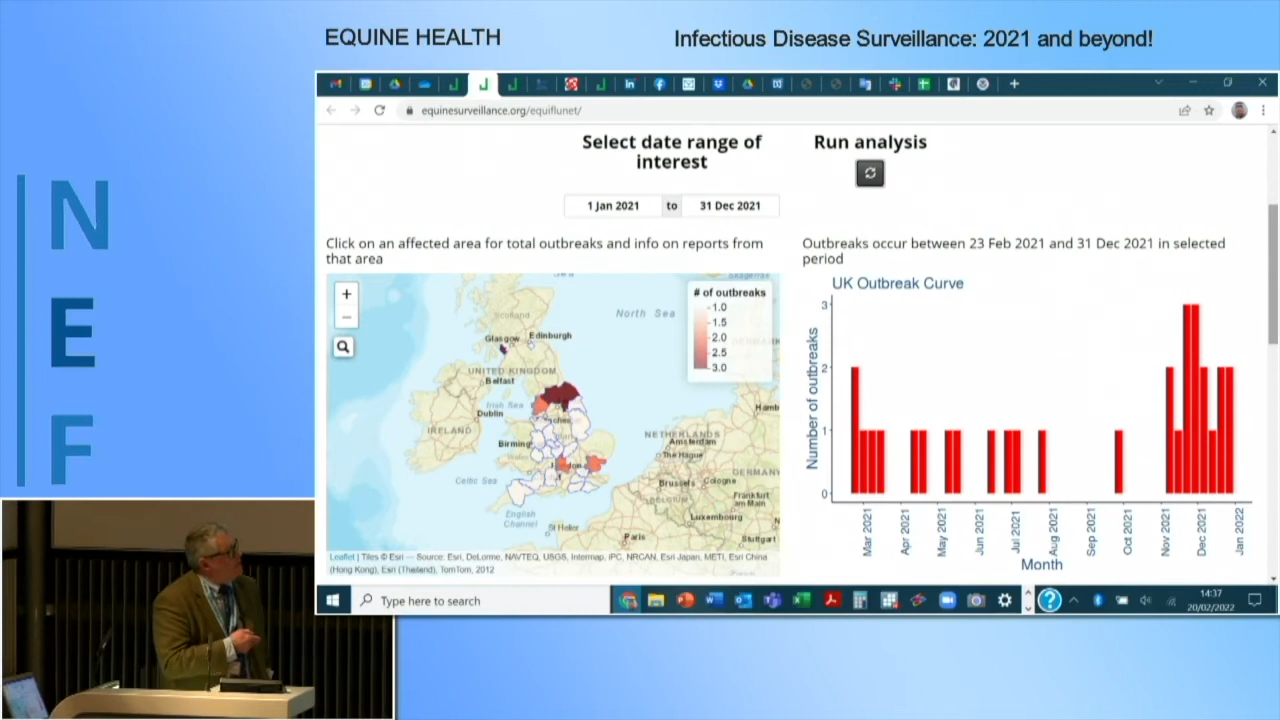 EQUINE HEALTH
Infectious Disease Surveillance: 2021 and beyond!
N
E
F
equinesurveillance.org/equiflunet/
Select date range of
interest
Run analysis
1 Jan 2021 to 31 Dec 2021
Click on an affected area for total outbreaks and info on reports from
that area
Outbreaks occur between 23 Feb 2021 and 31 Dec 2021 in selected
period
+
−
# of outbreaks
1.0
1.5
2.0
2.5
3.0
North Sea
Scotland
Glasgow
Edinburgh
UNITED KINGDOM
Belfast
Irish Sea
Dublin
IRELAND
Birming
Celtic Sea
English
Channel
St Helier
NETHERLANDS
Amsterdam
The Hague
Hamb
GERMANY
Brussels
Cologne
BELGIUM
Frankfurt
am Main
Luxembourg
Paris
Stuttgart
Leaflet | Tiles © Esri — Source: Esri, DeLorme, NAVTEQ, USGS, Intermap, iPC, NRCAN, Esri Japan, METI, Esri China
(Hong Kong), Esri (Thailand), TomTom, 2012
UK Outbreak Curve
Number of outbreaks
3
2
1
0
Mar 2021
Apr 2021
May 2021
Jun 2021
Jul 2021
Aug 2021
Sep 2021
Oct 2021
Nov 2021
Dec 2021
Jan 2022
Month
Type here to search
14:37
20/02/2022